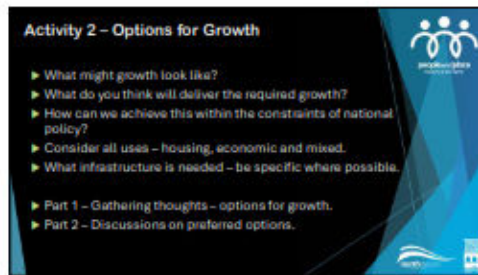 Activity 2 – Options for Growth
What might growth look like?
What do you think will deliver the required growth?
How can we achieve this within the constraints of national
policy?
Consider all uses – housing, economic and mixed.
What infrastructure is needed – be specific where possible.
Part 1 – Gathering thoughts – options for growth.
Part 2 – Discussions on preferred options.